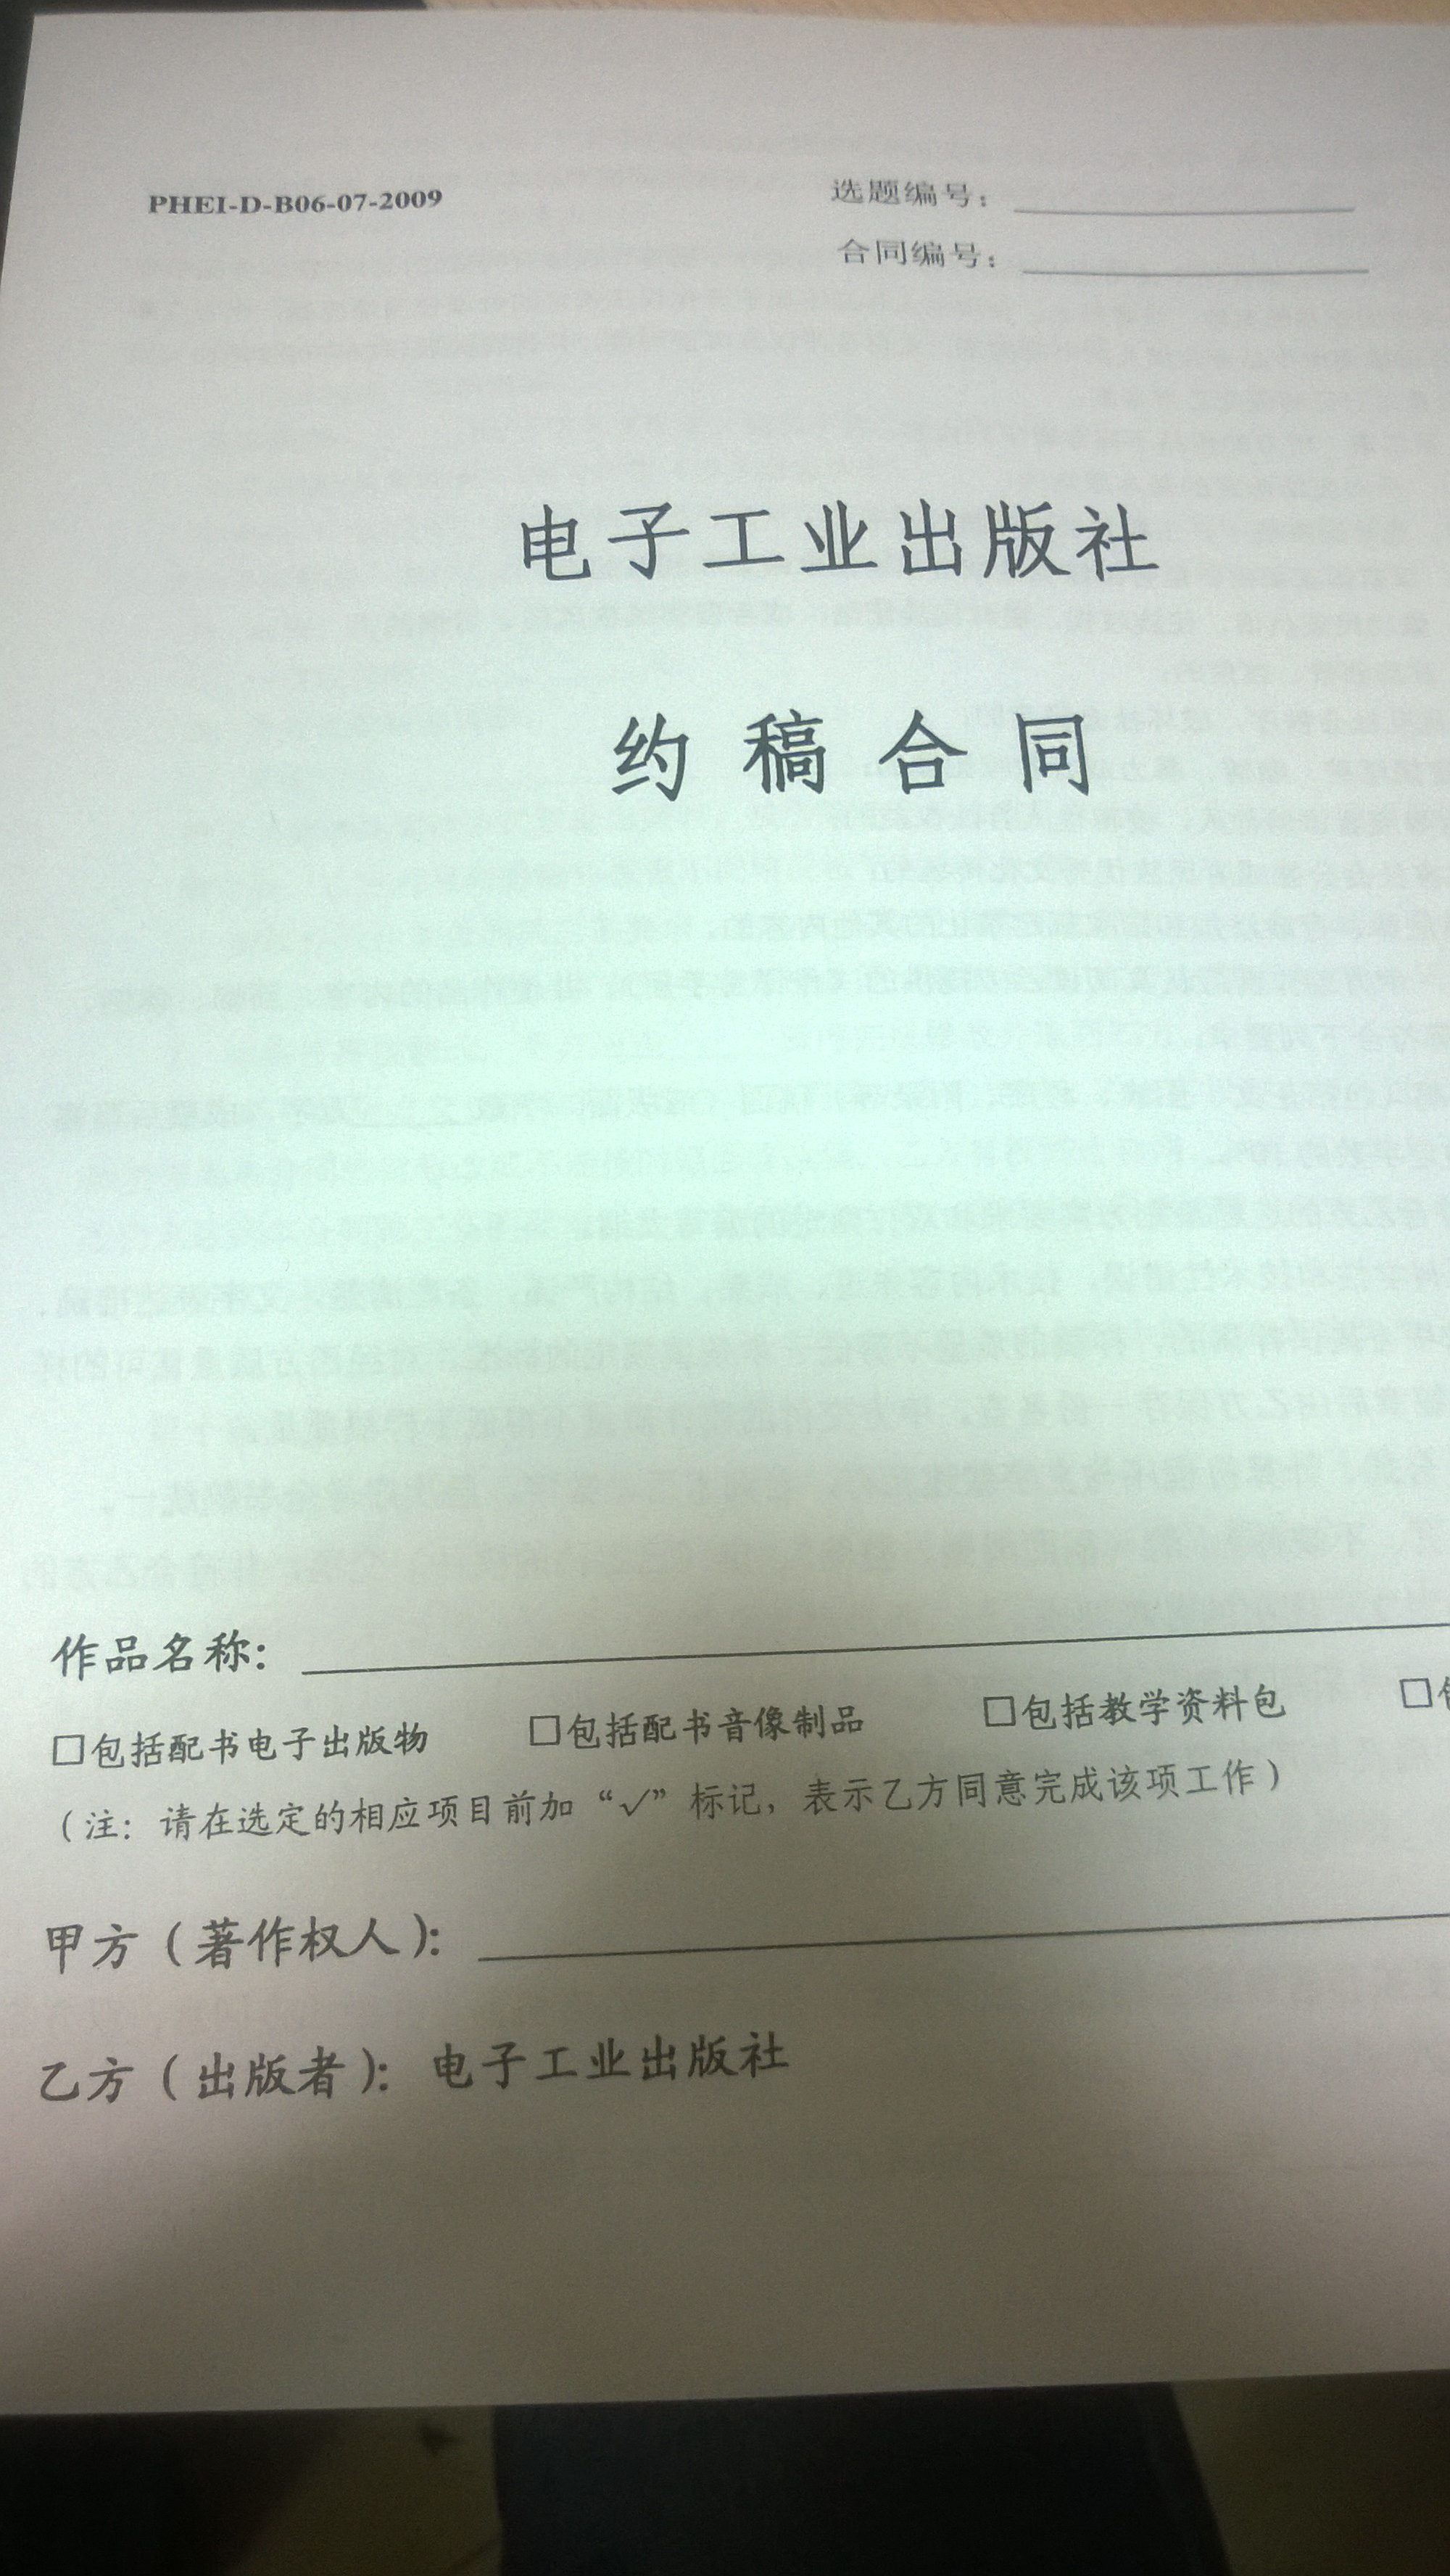 PHEI-D-B06-07-2009
选题编号：
合同编号：
电子工业出版社
约稿合同
作品名称：
□包括配书电子出版物 □包括配书音像制品 □包括教学资料包 □
（注：请在选定的相应项目前加“√”标记，表示乙方同意完成该项工作）
甲方（著作权人）：
乙方（出版者）：电子工业出版社